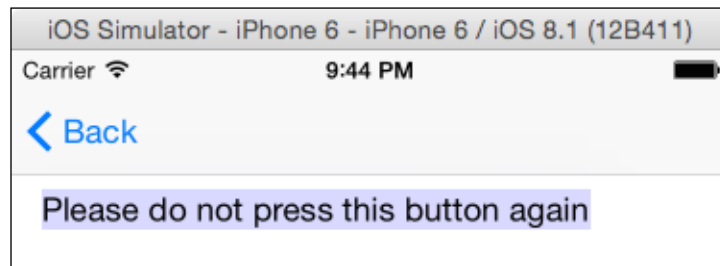 iOS Simulator - iPhone 6 - iPhone 6 / iOS 8.1 (12B411)
Carrier 9:44 PM
Back
Please do not press this button again